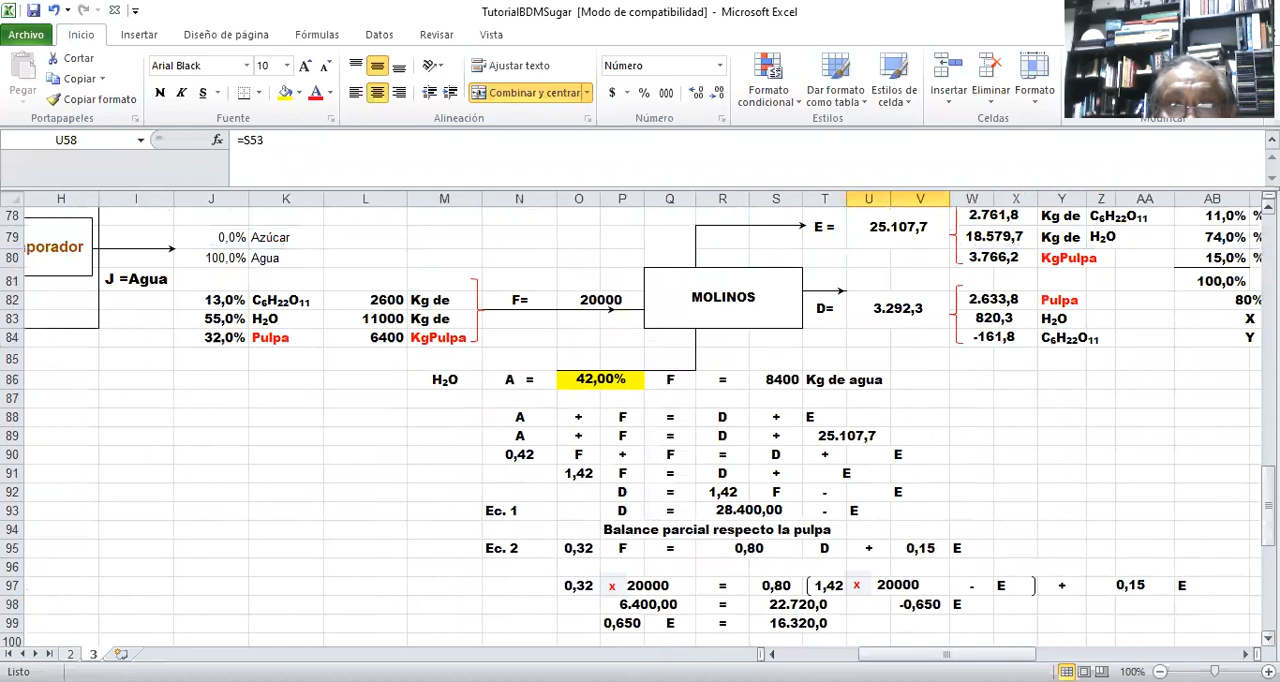 TutorialBDMSugar [Modo de compatibilidad] - Microsoft Excel
Archivo Inicio Insertar Diseño de página Fórmulas Datos Revisar Vista
Pegar
Cortar
Copiar
Copiar formato
Portapapeles
Arial Black 10
N K S
Fuente
Ajustar texto
Combinar y centrar
Alineación
Número
$ % 000
Número
Formato condicional
Dar formato como tabla
Estilos de celda
Estilos
Insertar Eliminar Formato
Celdas
Modificar
U58 fx =S53
H I J K L M N O P Q R S T U V W X Y Z AA AB
78 2.761,8 Kg de C6H22O11 11,0% %
79 0,0% Azúcar E = 25.107,7 18.579,7 Kg de H2O 74,0% %
porador
80 100,0% Agua 3.766,2 KgPulpa 15,0% %
81 J =Agua 100,0%
MOLINOS
82 13,0% C6H22O11 2600 Kg de F= 20000 2.633,8 Pulpa 80%
D= 3.292,3
83 55,0% H2O 11000 Kg de 820,3 H2O X
84 32,0% Pulpa 6400 KgPulpa -161,8 C6H22O11 Y
85
86 H2O A = 42,00% F = 8400 Kg de agua
87
88 A + F = D + E
89 A + F = D + 25.107,7
90 0,42 F + F = D + E
91 1,42 F = D + E
92 D = 1,42 F - E
93 Ec. 1 D = 28.400,00 - E
94 Balance parcial respecto la pulpa
95 Ec. 2 0,32 F = 0,80 D + 0,15 E
96
97 0,32 x 20000 = 0,80 ( 1,42 x 20000 - E ) + 0,15 E
98 6.400,00 = 22.720,0 -0,650 E
99 0,650 E = 16.320,0
100
2 3
Listo 100%